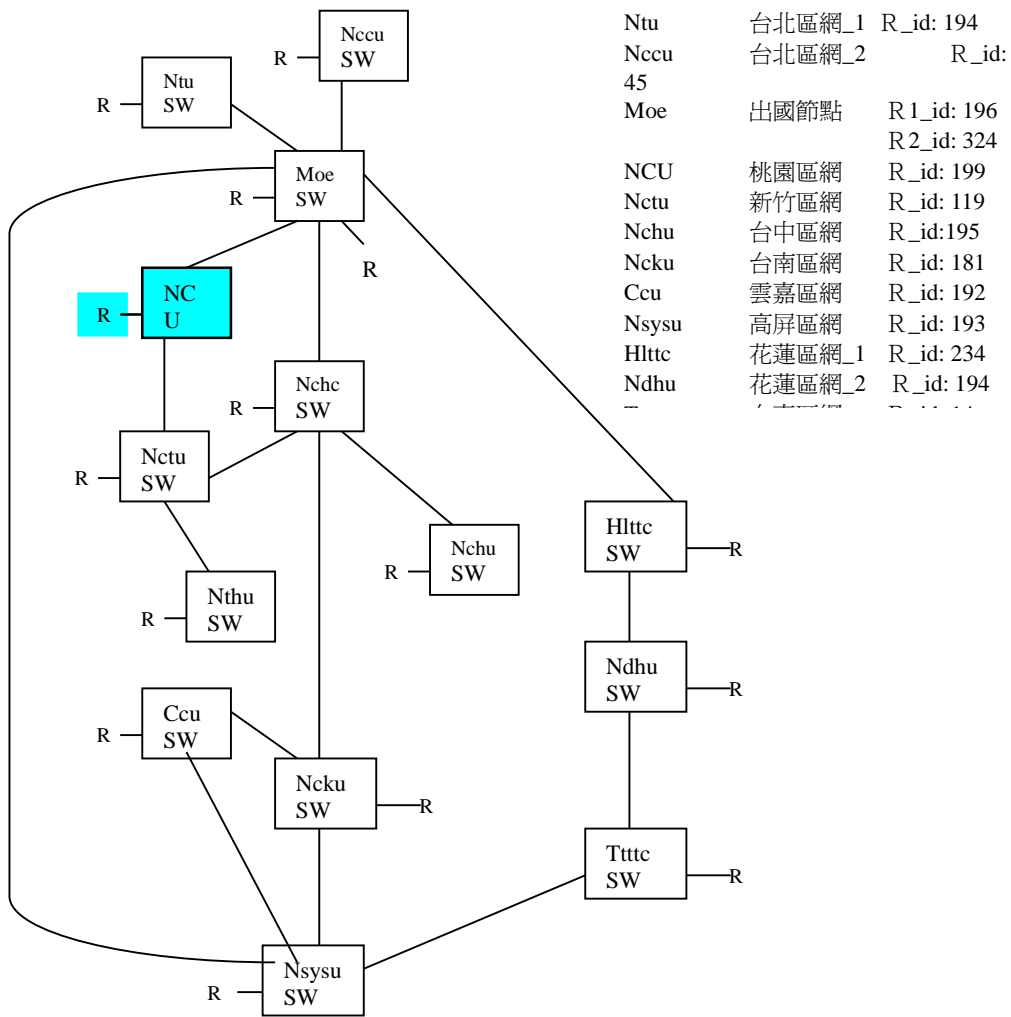 Nccu
SW
R
Ntu
SW
R
Moe
SW
R
R
NC
U
R
Nchc
SW
R
Nctu
SW
R
Nchu
SW
R
Nthu
SW
R
Hlttc
SW
R
Ndhu
SW
R
Ccu
SW
R
Ncku
SW
R
Ttttc
SW
R
Nsysu
SW
R
Ntu 台北區網_1 Ｒ_id: 194
Nccu 台北區網_2 Ｒ_id:
45
Moe 出國節點 Ｒ1_id: 196
Ｒ2_id: 324
NCU 桃園區網 Ｒ_id: 199
Nctu 新竹區網 Ｒ_id: 119
Nchu 台中區網 Ｒ_id:195
Ncku 台南區網 Ｒ_id: 181
Ccu 雲嘉區網 Ｒ_id: 192
Nsysu 高屏區網 Ｒ_id: 193
Hlttc 花蓮區網_1 Ｒ_id: 234
Ndhu 花蓮區網_2 Ｒ_id: 194